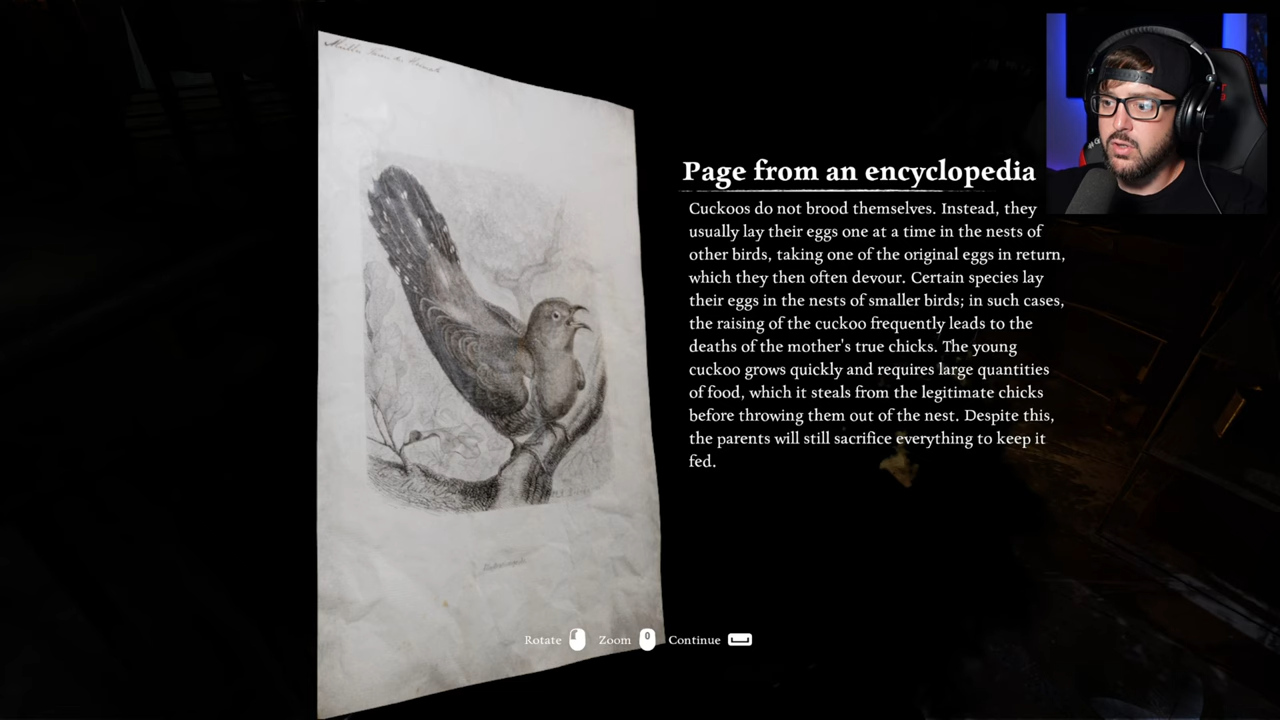 Page from an encyclopedia
Cuckoos do not brood themselves. Instead, they
usually lay their eggs one at a time in the nests of
other birds, taking one of the original eggs in return,
which they then often devour. Certain species lay
their eggs in the nests of smaller birds; in such cases,
the raising of the cuckoo frequently leads to the
deaths of the mother's true chicks. The young
cuckoo grows quickly and requires large quantities
of food, which it steals from the legitimate chicks
before throwing them out of the nest. Despite this,
the parents will still sacrifice everything to keep it
fed.
Rotate Zoom 0 Continue